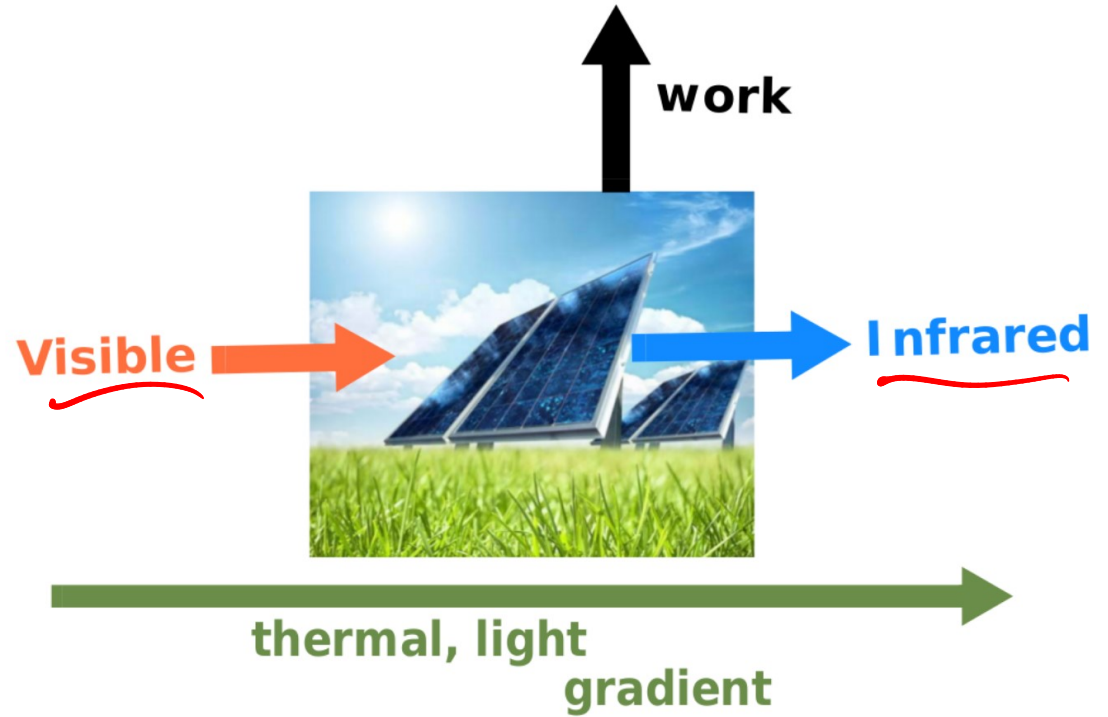 work
Visible
Infrared
thermal, light
gradient